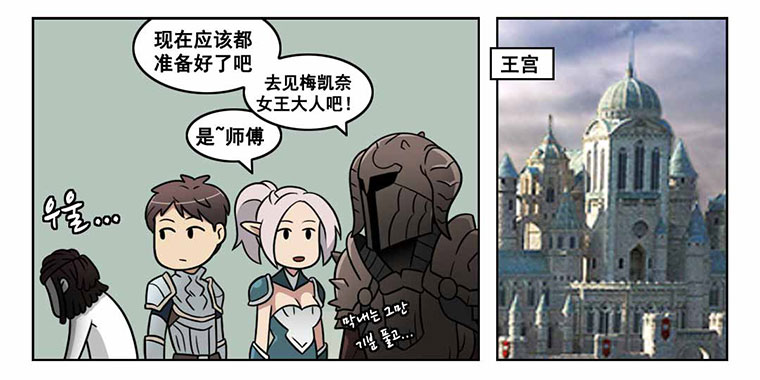 现在应该都
准备好了吧
去见梅凯奈
女王大人吧！
是~师傅
우울...
막내는 그만
기분 풀고...
王宫